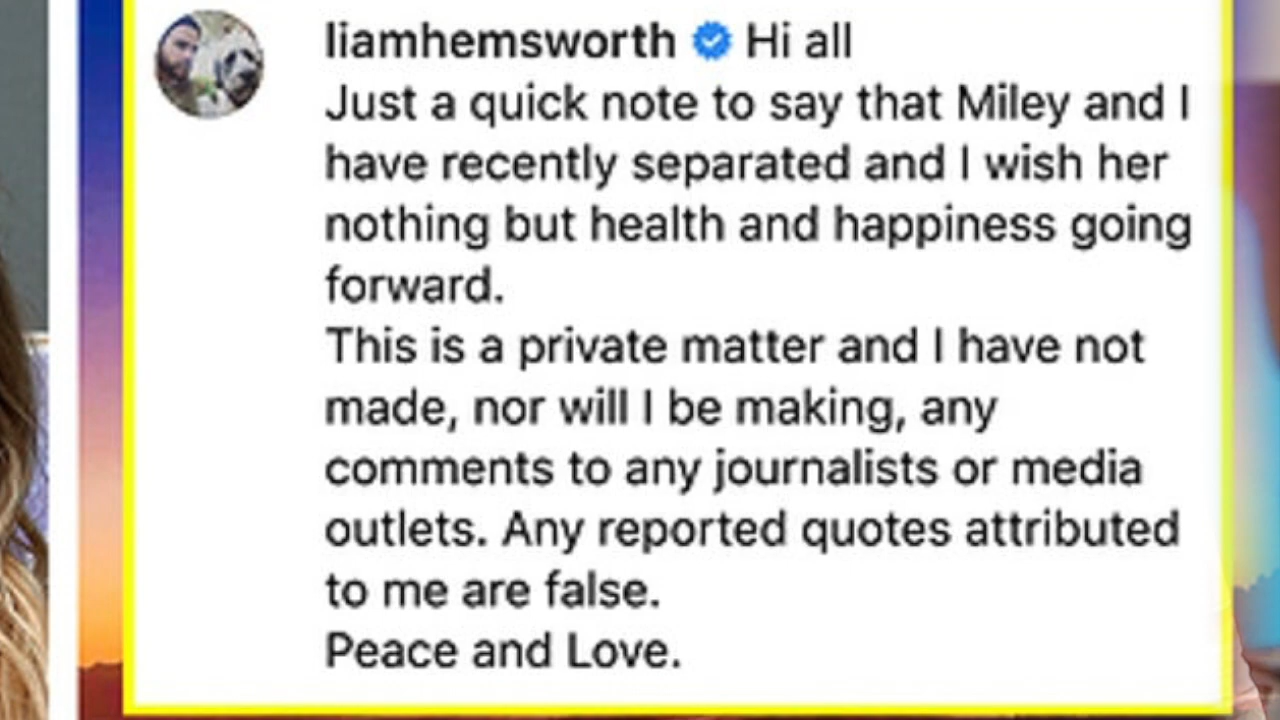 liamhemsworth Hi all
Just a quick note to say that Miley and I
have recently separated and I wish her
nothing but health and happiness going
forward.
This is a private matter and I have not
made, nor will I be making, any
comments to any journalists or media
outlets. Any reported quotes attributed
to me are false.
Peace and Love.